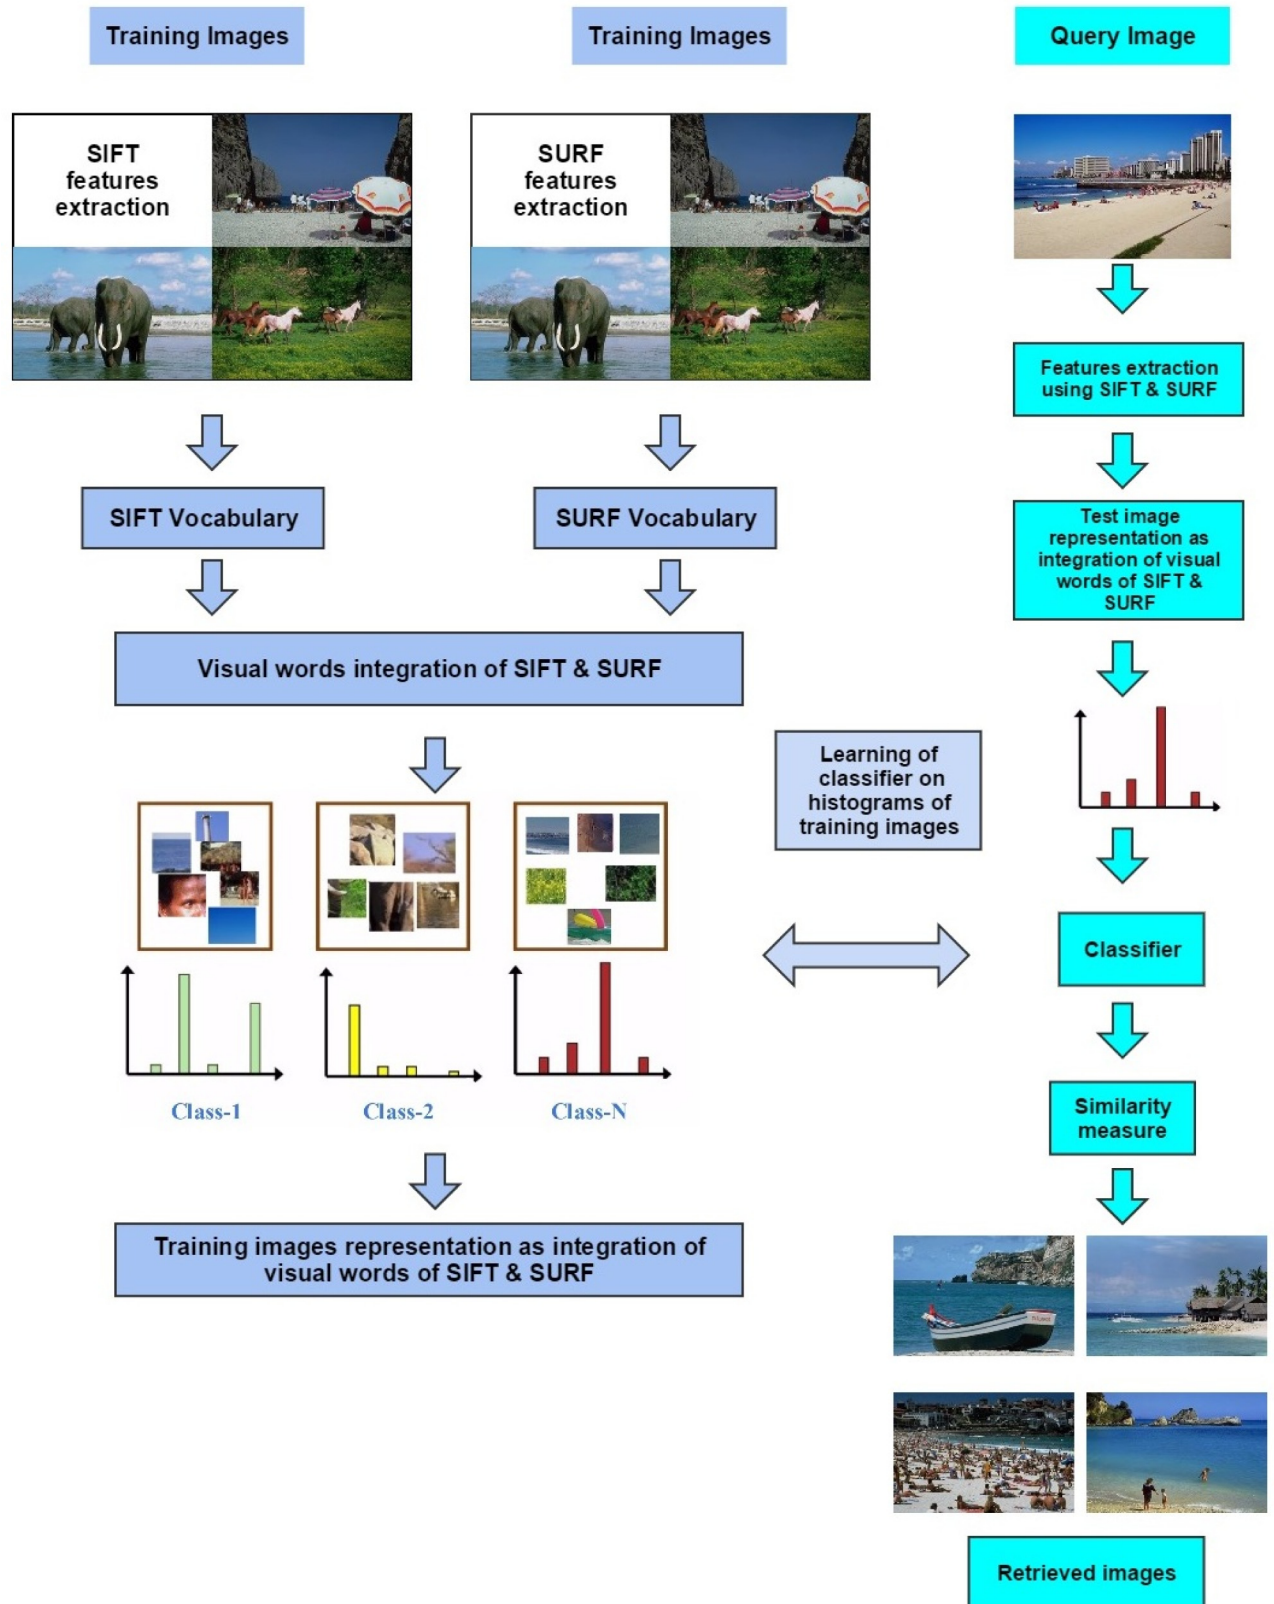 Training Images
Training Images
Query Image
SIFT
features
extraction
SURF
features
extraction
Features extraction
using SIFT & SURF
SIFT Vocabulary
SURF Vocabulary
Test image
representation as
integration of visual
words of SIFT &
SURF
Visual words integration of SIFT & SURF
Learning of
classifier on
histograms of
training images
Classifier
Class-1
Class-2
Class-N
Similarity
measure
Training images representation as integration of
visual words of SIFT & SURF
Retrieved images